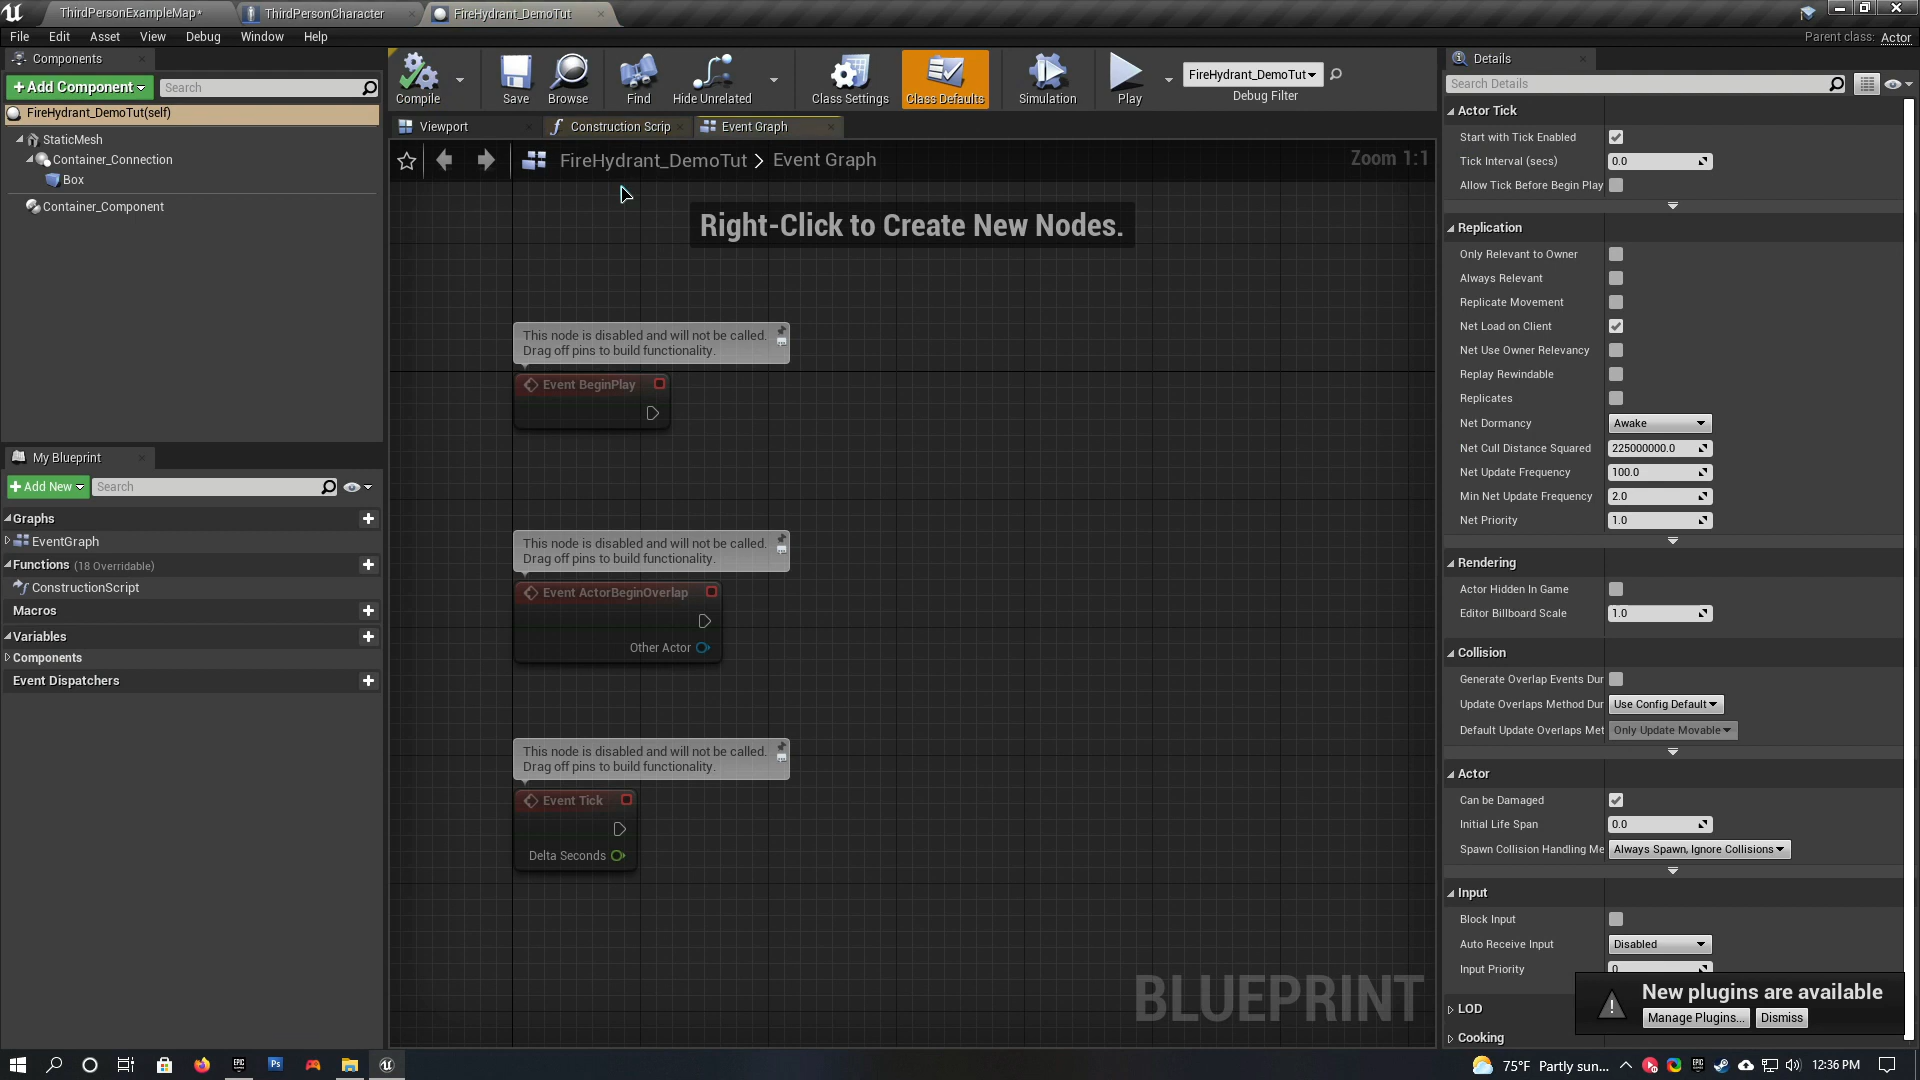 ThirdPersonExampleMap*
ThirdPersonCharacter
FireHydrant_DemoTut
File Edit Asset View Debug Window Help
Parent class: Actor
Components
+Add Component
Search
FireHydrant_DemoTut(self)
StaticMesh
Container_Connection
Box
Container_Component
Compile
Save
Browse
Find
Hide Unrelated
Class Settings
Class Defaults
Simulation
Play
FireHydrant_DemoTut
Debug Filter
Viewport
Construction Scrip
Event Graph
FireHydrant_DemoTut > Event Graph
Zoom 1:1
Right-Click to Create New Nodes.
This node is disabled and will not be called.
Drag off pins to build functionality.
Event BeginPlay
This node is disabled and will not be called.
Drag off pins to build functionality.
Event ActorBeginOverlap
Other Actor
This node is disabled and will not be called.
Drag off pins to build functionality.
Event Tick
Delta Seconds
BLUEPRINT
My Blueprint
+Add New
Search
Graphs
EventGraph
Functions (18 Overridable)
ConstructionScript
Macros
Variables
Components
Event Dispatchers
Details
Search Details
Actor Tick
Start with Tick Enabled
Tick Interval (secs) 0.0
Allow Tick Before Begin Play
Replication
Only Relevant to Owner
Always Relevant
Replicate Movement
Net Load on Client
Net Use Owner Relevancy
Replay Rewindable
Replicates
Net Dormancy Awake
Net Cull Distance Squared 225000000.0
Net Update Frequency 100.0
Min Net Update Frequency 2.0
Net Priority 1.0
Rendering
Actor Hidden In Game
Editor Billboard Scale 1.0
Collision
Generate Overlap Events Dur
Update Overlaps Method Dur Use Config Default
Default Update Overlaps Met Only Update Movable
Actor
Can be Damaged
Initial Life Span 0.0
Spawn Collision Handling Me Always Spawn, Ignore Collisions
Input
Block Input
Auto Receive Input Disabled
Input Priority 0
LOD
Cooking
New plugins are available
Manage Plugins... Dismiss
EPIC
Ps
75°F Partly sun...
12:36 PM